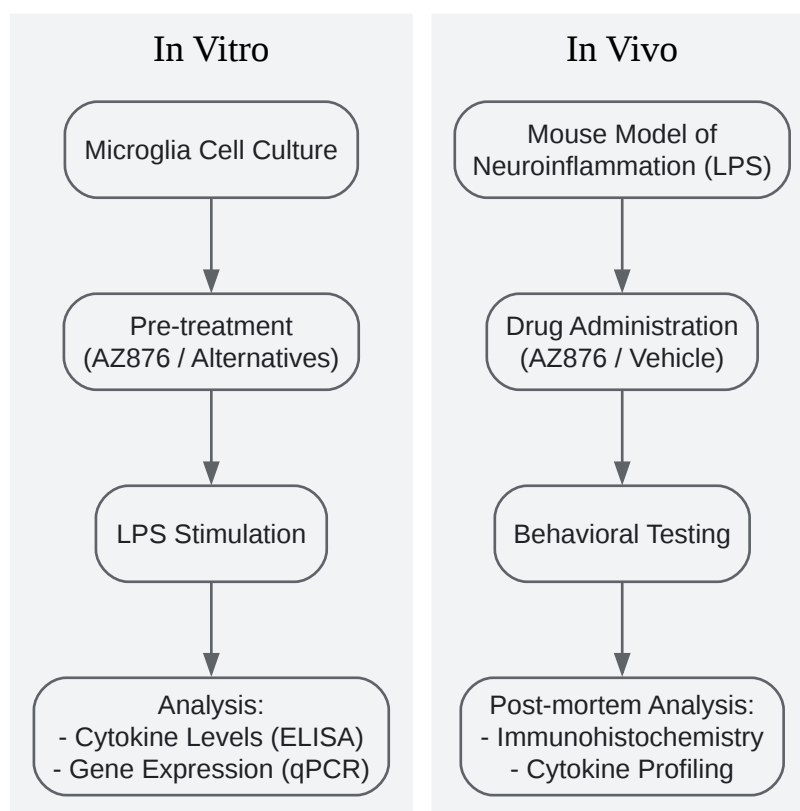 In Vitro
Microglia Cell Culture
Pre-treatment
(AZ876 / Alternatives)
LPS Stimulation
Analysis:
- Cytokine Levels (ELISA)
- Gene Expression (qPCR)
In Vivo
Mouse Model of
Neuroinflammation (LPS)
Drug Administration
(AZ876 / Vehicle)
Behavioral Testing
Post-mortem Analysis:
- Immunohistochemistry
- Cytokine Profiling